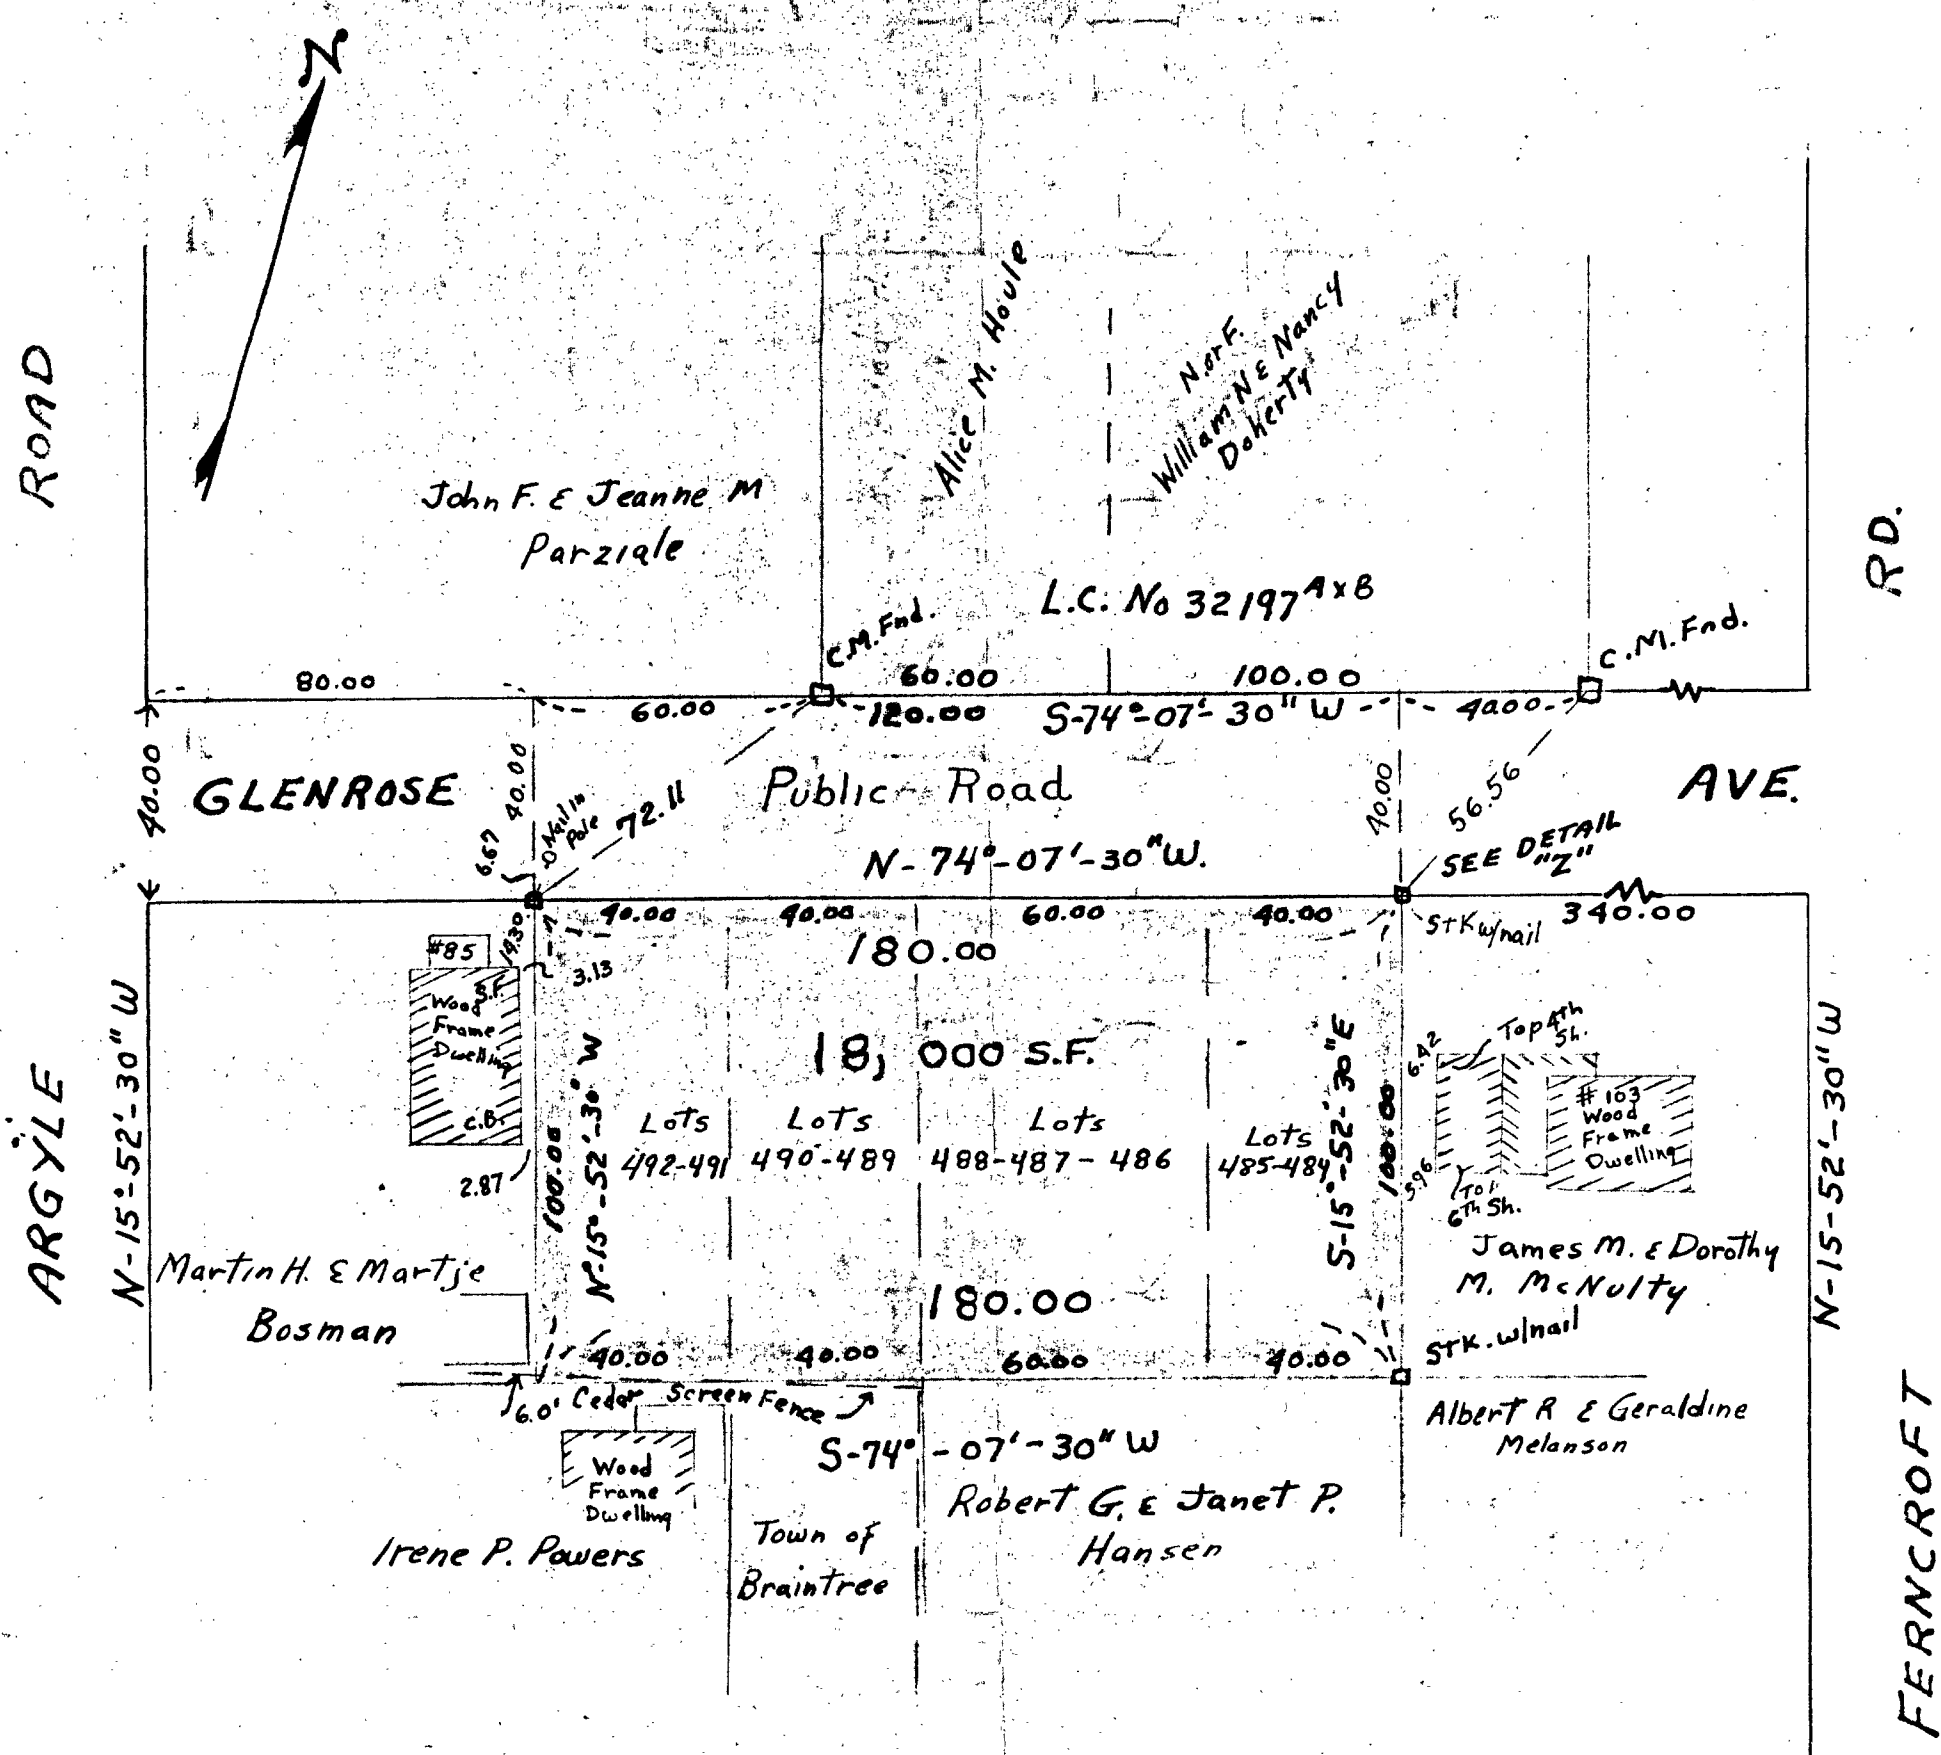 N
ROAD
John F. & Jeanne M
Parziale
Alice M. Houle
N. or F.
William N & Nancy
Doherty
L.C. No 32197 A x B
RD.
C.M. Fnd.
C.M. Fnd.
80.00
60.00
100.00
60.00
120.00
S-74°-07'-30" W
4000
40.00
GLENROSE
40.00
Public Road
40.00
56.56
AVE.
6.67
Nail in
Pole
72.11
N-74°-07'-30"W.
SEE DETAIL
"Z"
40.00
40.00
60.00
40.00
340.00
180.00
STK w/nail
#85
19.30
3.13
Wood
S.F.
Frame
Dwelling
C.B.
2.87
100.00
N-15°-52'-30" W
18,000 S.F.
Lots
492-491
Lots
490-489
Lots
488-487-486
Lots
485-484
S-15°-52'-30"E
100.00
6.42
5.96
Top 4th
Sh.
6th Sh.
#103
Wood
Frame
Dwelling
ARGYLE
N-15°-52'-30" W
N-15-52'-30" W
Martin H. & Martje
Bosman
James M. & Dorothy
M. McNulty
180.00
STK. w/nail
40.00
40.00
60.00
40.00
6.0' Cedar Screen Fence
S-74°-07'-30" W
Albert R & Geraldine
Melanson
Wood
Frame
Dwelling
Irene P. Powers
Town of
Braintree
Robert G. & Janet P.
Hansen
FERNCROFT